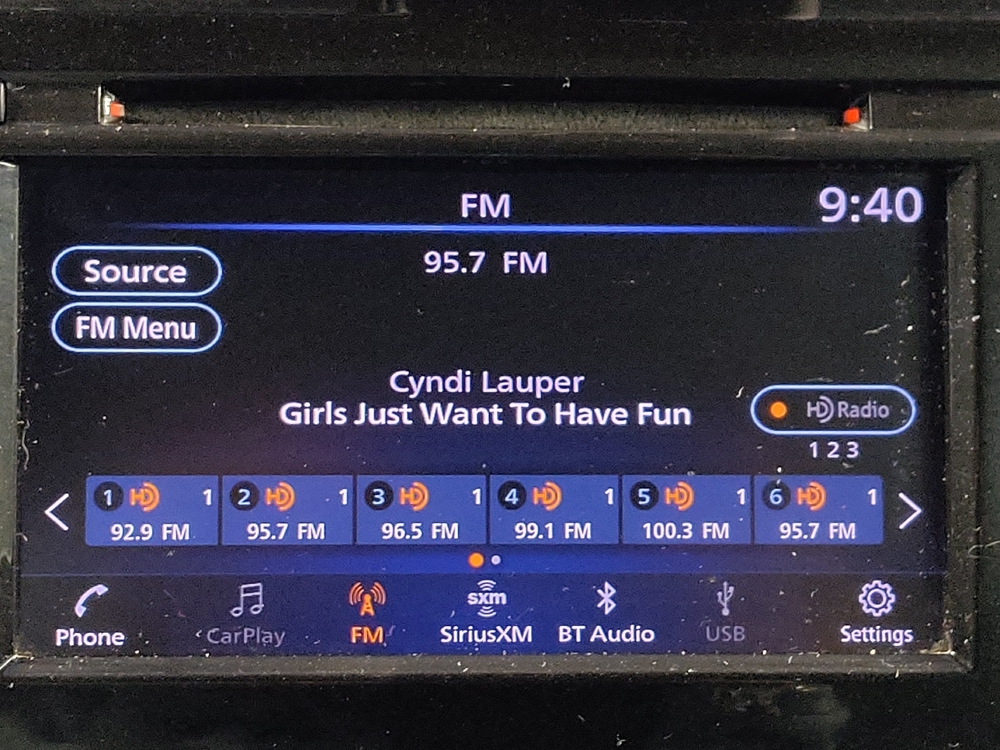 FM
9:40
Source
95.7 FM
FM Menu
Cyndi Lauper
Girls Just Want To Have Fun
HD Radio
1 2 3
1 HD 1
92.9 FM
2 HD 1
95.7 FM
3 HD 1
96.5 FM
4 HD 1
99.1 FM
5 HD 1
100.3 FM
6 HD 1
95.7 FM
Phone
CarPlay
FM
sxm
SiriusXM
BT Audio
USB
Settings